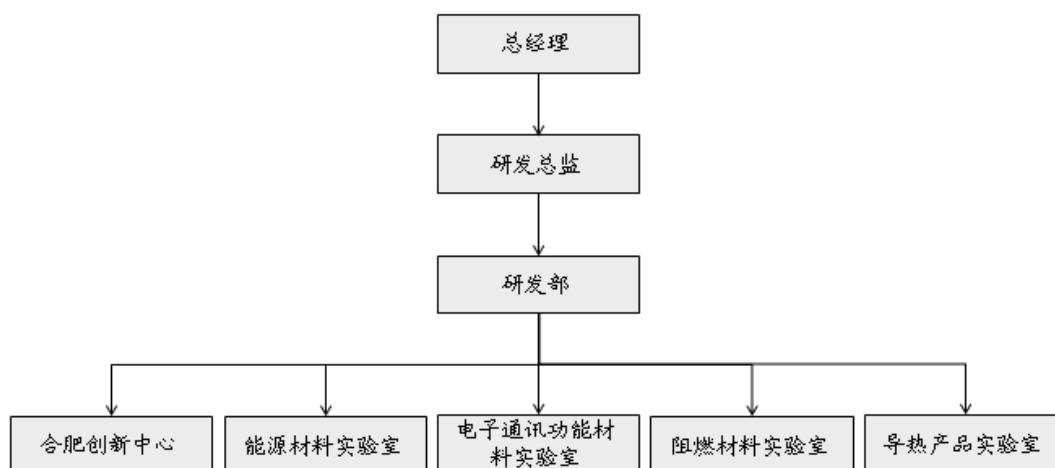 总经理
研发总监
研发部
合肥创新中心
能源材料实验室
电子通讯功能材
料实验室
阻燃材料实验室
导热产品实验室